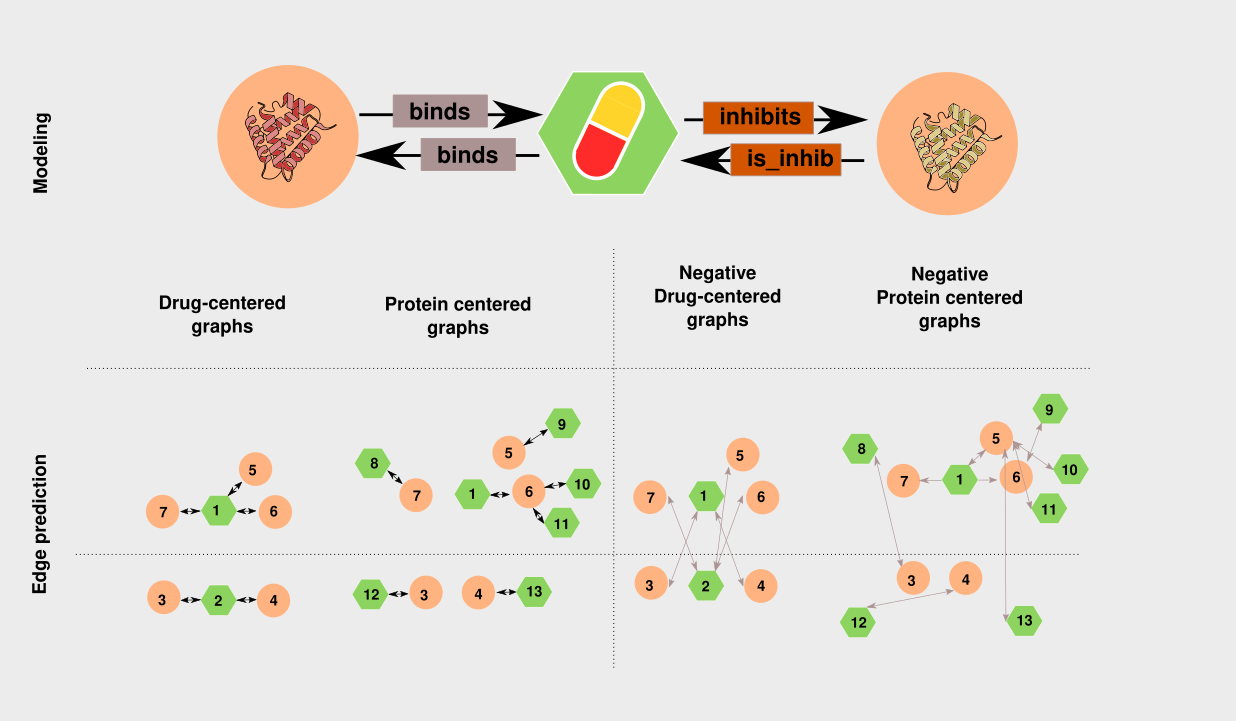 Modeling
binds
binds
inhibits
is_inhib
Drug-centered
graphs
Protein centered
graphs
Negative
Drug-centered
graphs
Negative
Protein centered
graphs
Edge prediction
5
7
1
6
8
7
9
5
1
6
10
11
5
7
1
6
9
8
5
7
1
6
10
11
3
2
4
12
3
4
13
3
2
4
3
4
12
13